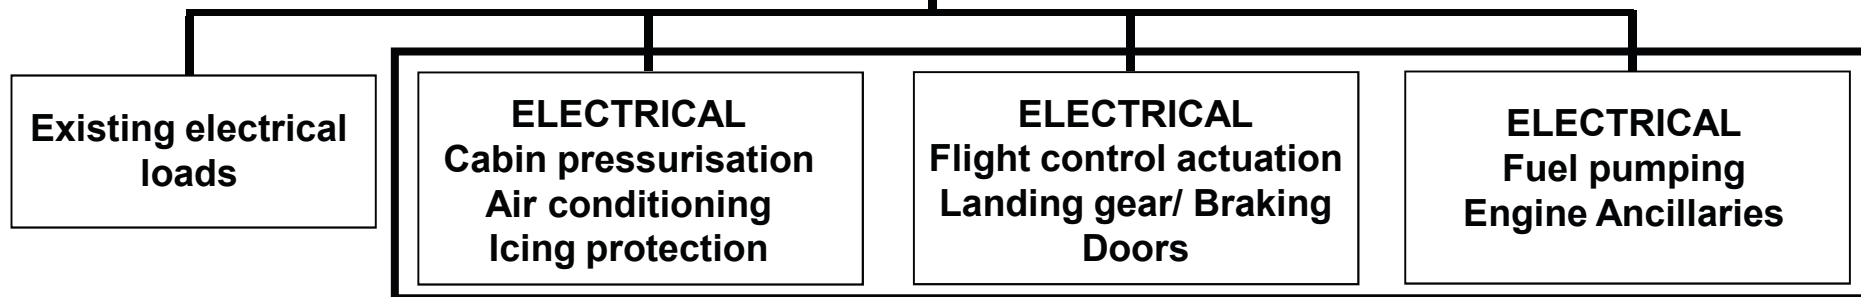 Existing electrical
loads
ELECTRICAL
Cabin pressurisation
Air conditioning
Icing protection
ELECTRICAL
Flight control actuation
Landing gear/ Braking
Doors
ELECTRICAL
Fuel pumping
Engine Ancillaries